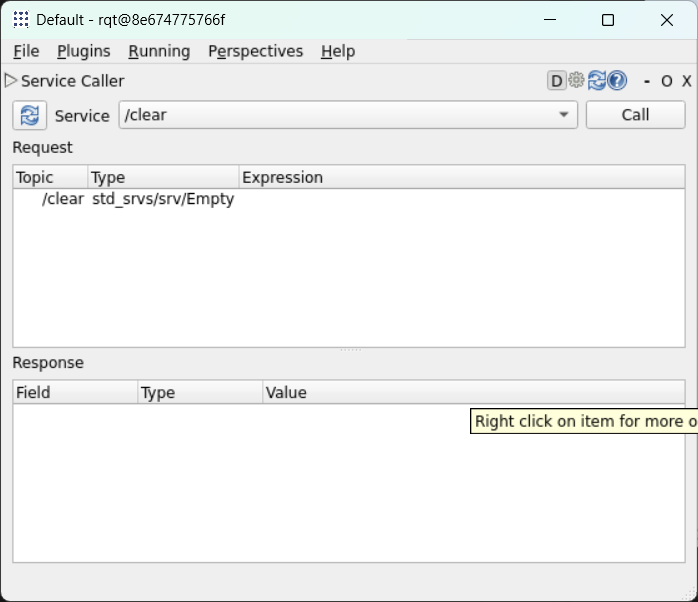 Default - rqt@8e674775766f
File Plugins Running Perspectives Help
Service Caller D - O X
Service /clear Call
Request
Topic Type Expression
/clear std_srvs/srv/Empty
Response
Field Type Value
Right click on item for more o